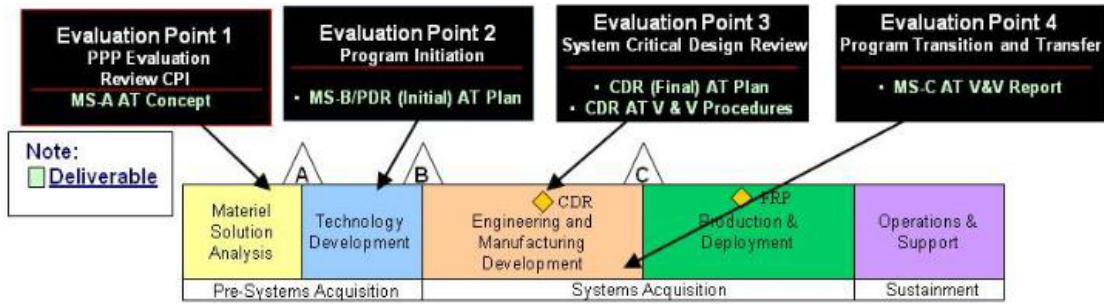 Evaluation Point 1
PPP Evaluation
Review CPI
MS-A AT Concept
Evaluation Point 2
Program Initiation
• MS-B/PDR (Initial) AT Plan
Evaluation Point 3
System Critical Design Review
• CDR (Final) AT Plan
• CDR AT V & V Procedures
Evaluation Point 4
Program Transition and Transfer
• MS-C AT V&V Report
Note:
Deliverable
A
B
C
Materiel
Solution
Analysis
Technology
Development
CDR
Engineering and
Manufacturing
Development
FRP
Production &
Deployment
Operations &
Support
Pre-Systems Acquisition
Systems Acquisition
Sustainment